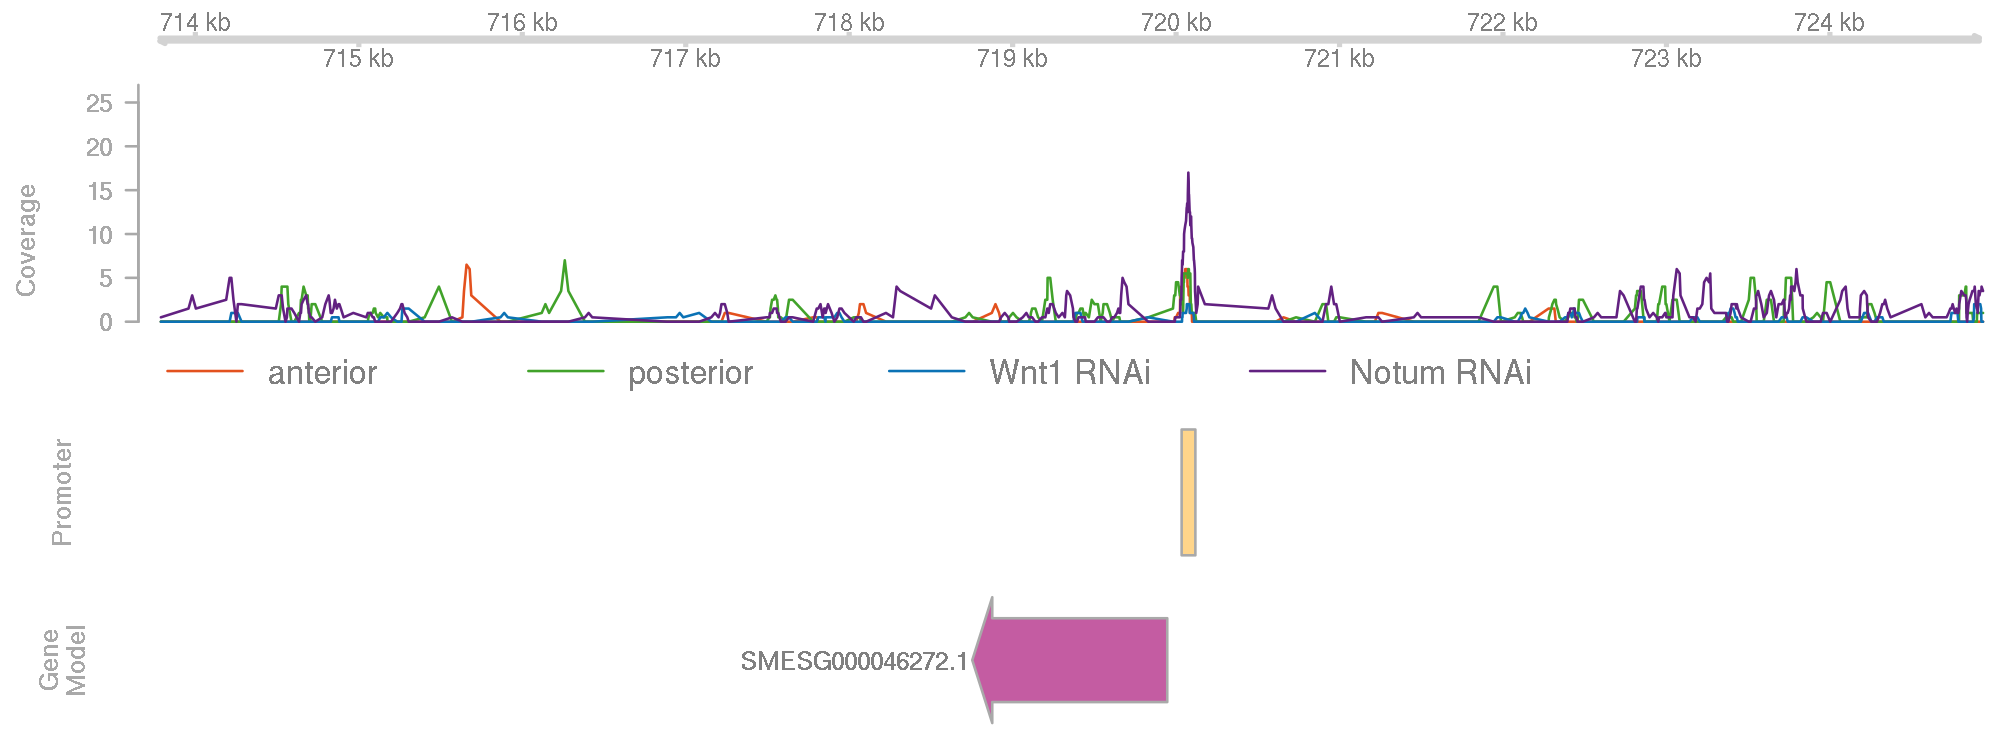 714 kb 716 kb 718 kb 720 kb 722 kb 724 kb
715 kb 717 kb 719 kb 721 kb 723 kb
Coverage
25
20
15
10
5
0
anterior posterior Wnt1 RNAi Notum RNAi
Promoter
Gene
Model
SMESG000046272.1